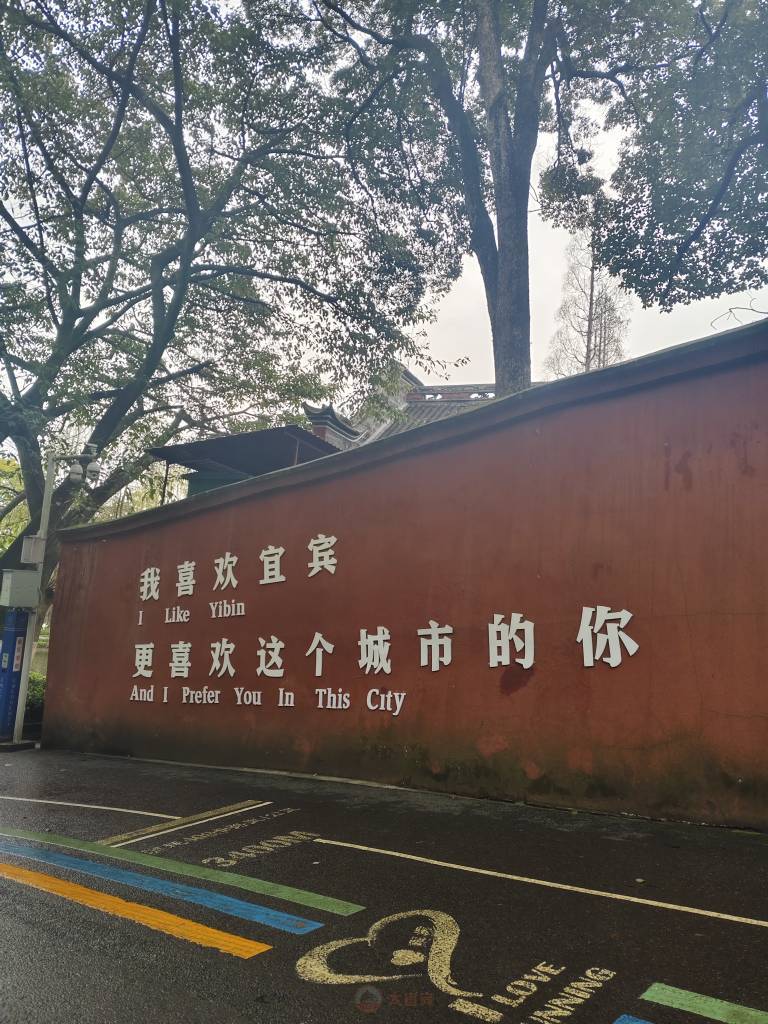 我喜欢宜宾
I Like Yibin
更喜欢这个城市的你
And I Prefer You In This City
I LOVE